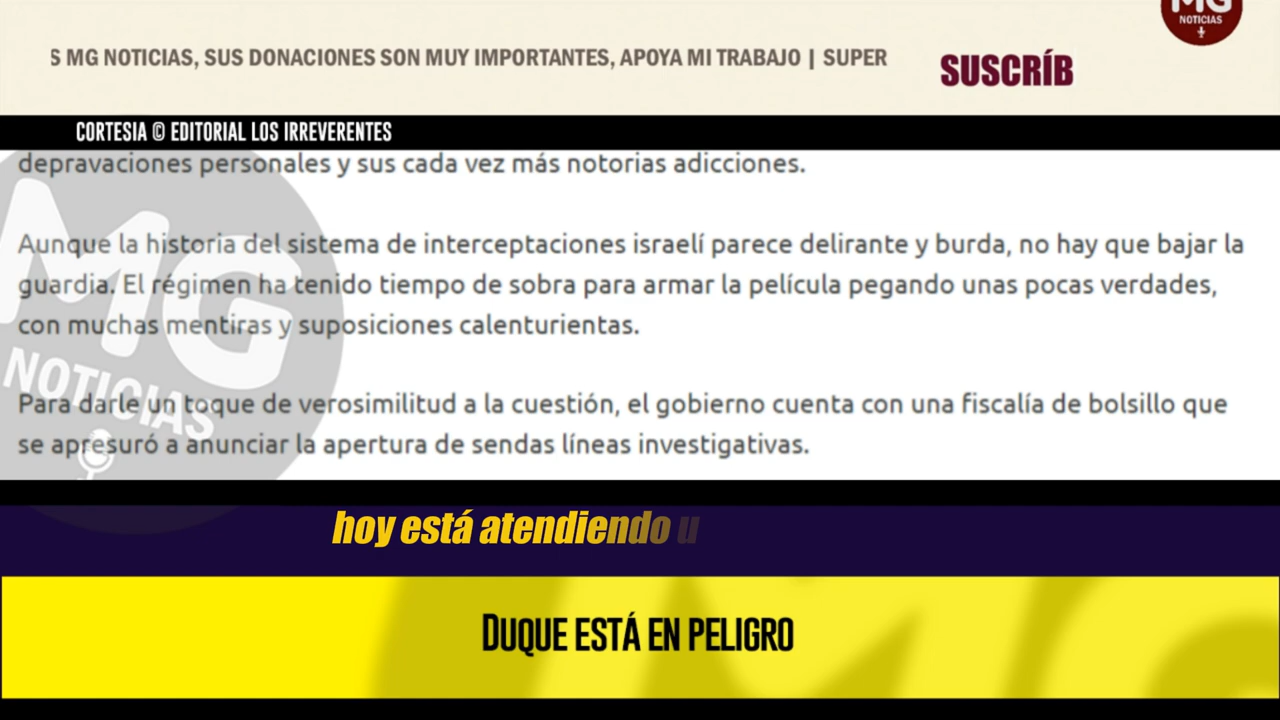 S MG NOTICIAS, SUS DONACIONES SON MUY IMPORTANTES, APOYA MI TRABAJO | SUPER
SUSCRÍB
MG
NOTICIAS
CORTESIA © EDITORIAL LOS IRREVERENTES
depravaciones personales y sus cada vez más notorias adicciones.
Aunque la historia del sistema de interceptaciones israelí parece delirante y burda, no hay que bajar la
guardia. El régimen ha tenido tiempo de sobra para armar la película pegando unas pocas verdades,
con muchas mentiras y suposiciones calenturientas.
Para darle un toque de verosimilitud a la cuestión, el gobierno cuenta con una fiscalía de bolsillo que
se apresuró a anunciar la apertura de sendas líneas investigativas.
MG
NOTICIAS
hoy está atendiendo u
DUQUE ESTÁ EN PELIGRO